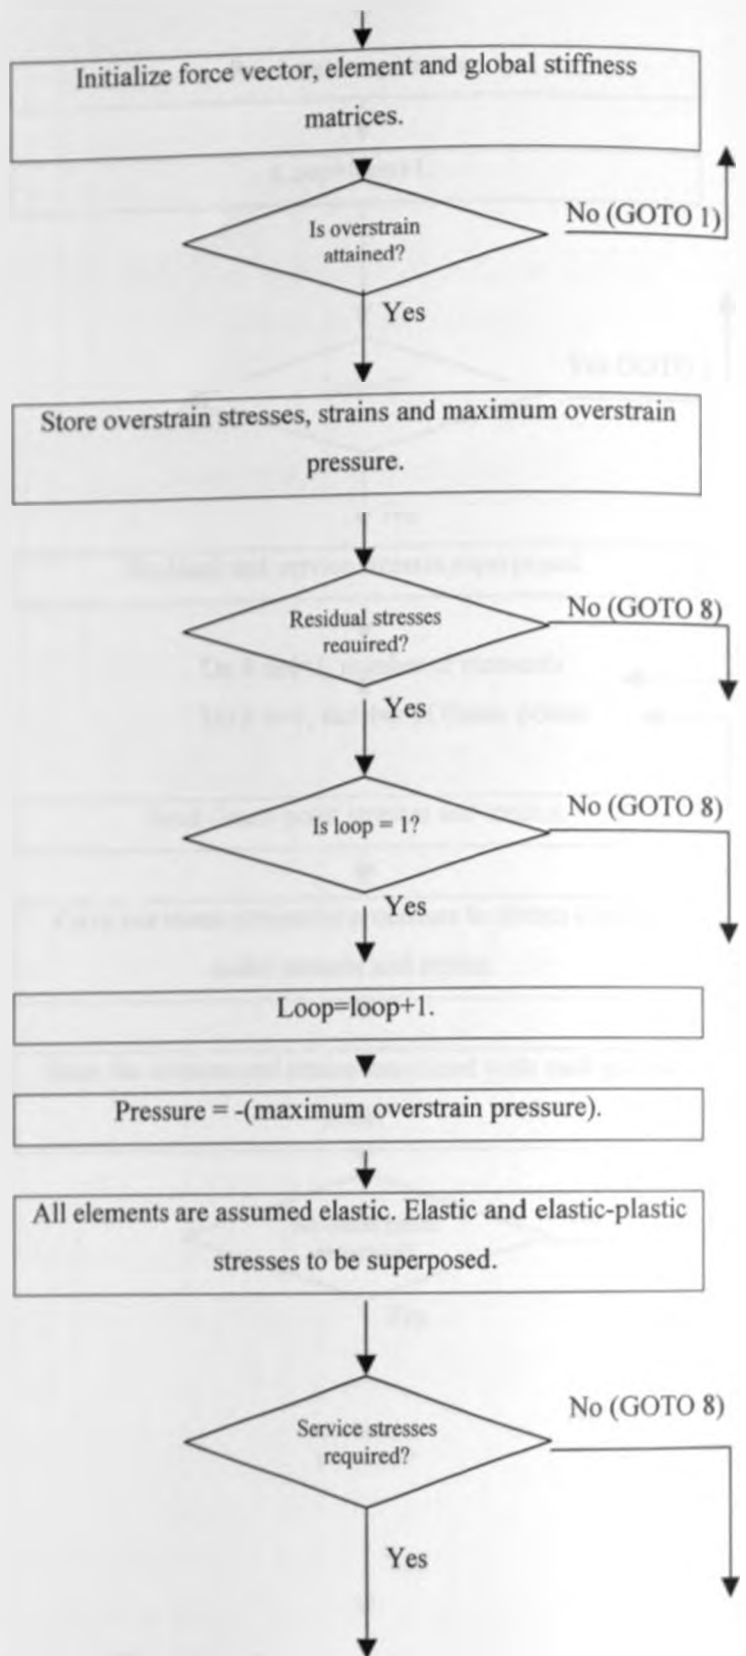 Initialize force vector, element and global stiffness
matrices.
Is overstrain
attained?
No (GOTO 1)
Yes
Store overstrain stresses, strains and maximum overstrain
pressure.
Residual stresses
required?
No (GOTO 8)
Yes
Is loop = 1?
No (GOTO 8)
Yes
Loop=loop+1.
Pressure = -(maximum overstrain pressure).
All elements are assumed elastic. Elastic and elastic-plastic
stresses to be superposed.
Service stresses
required?
No (GOTO 8)
Yes